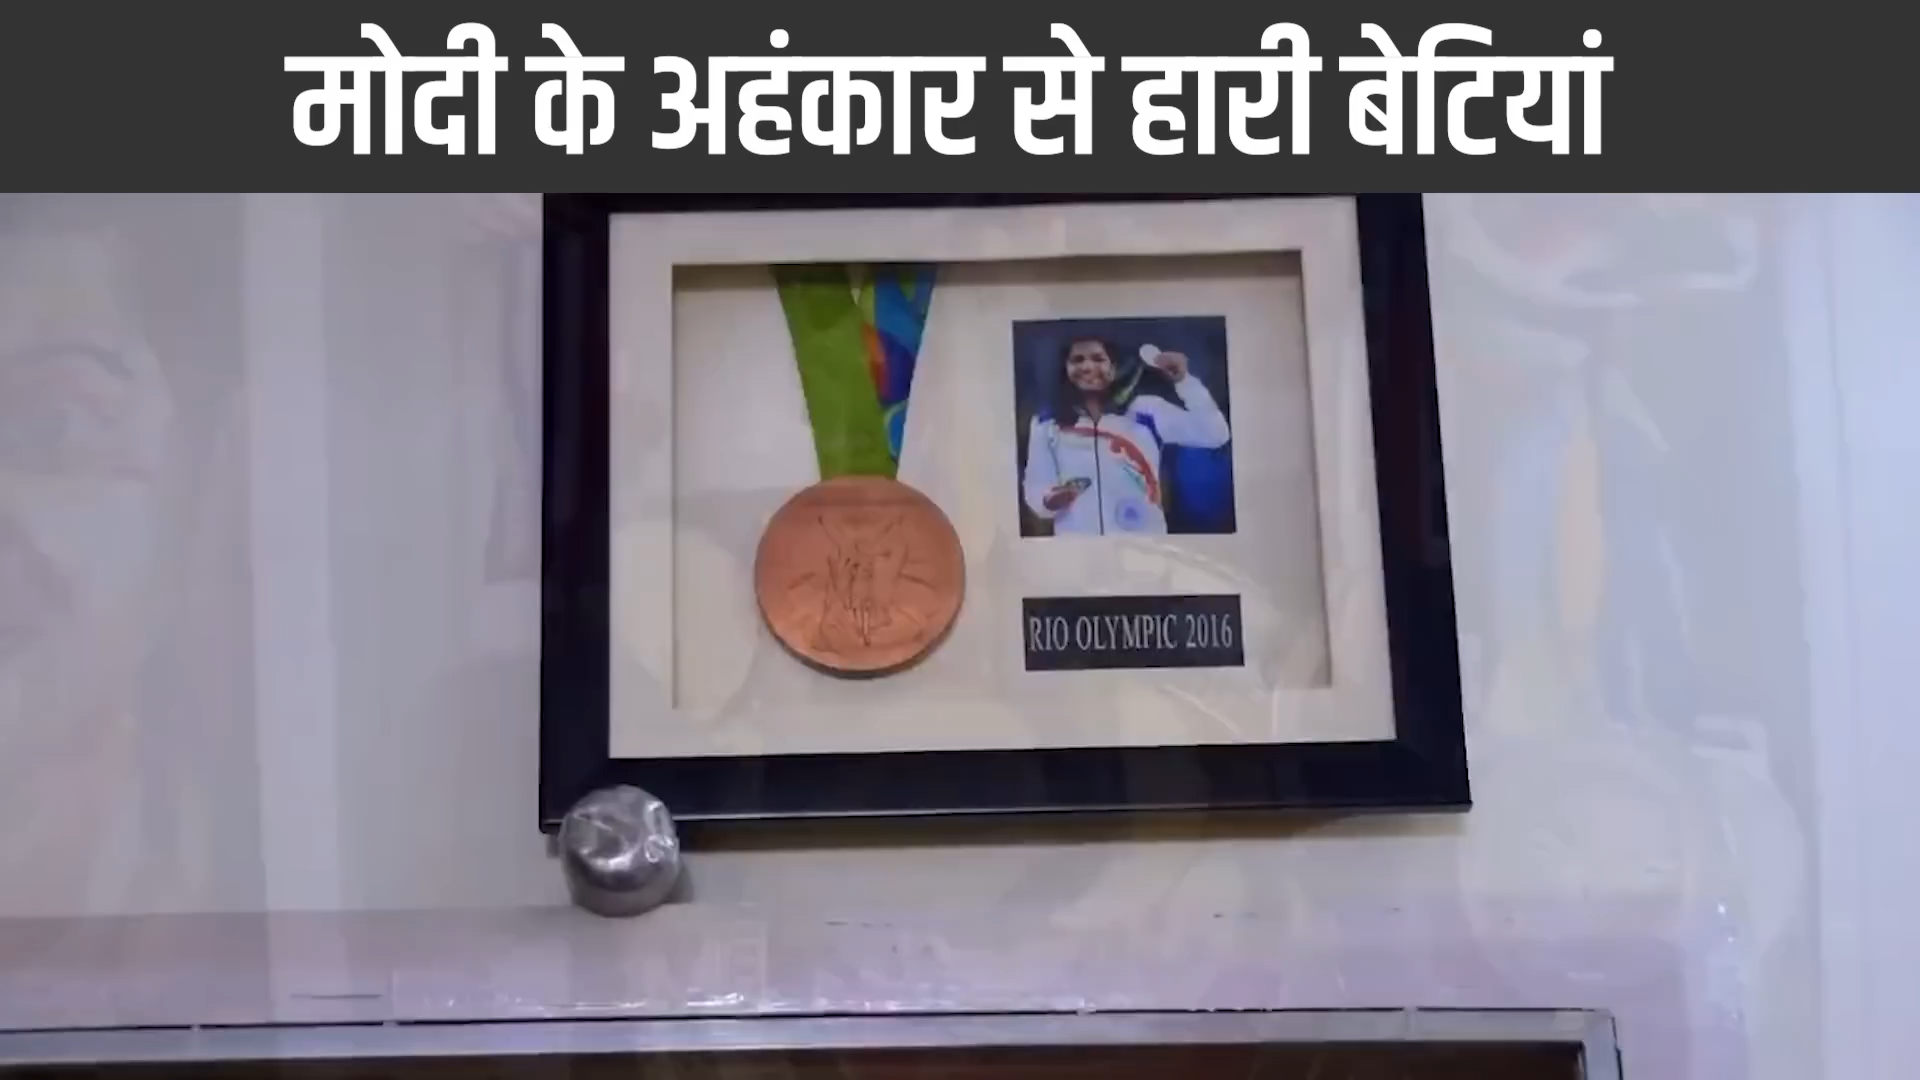 मोदी के अहंकार से हारी बेटियां
RIO OLYMPIC 2016